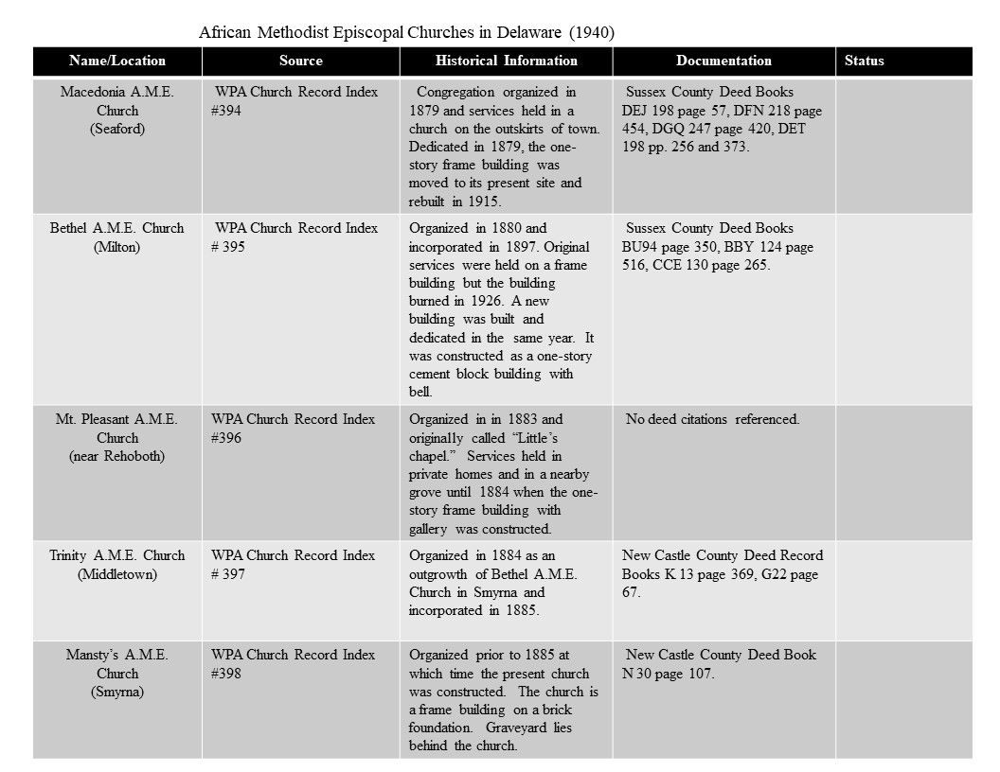 African Methodist Episcopal Churches in Delaware (1940)
Name/Location
Source
Historical Information
Documentation
Status
Macedonia A.M.E.
Church
(Seaford)
WPA Church Record Index
#394
Congregation organized in
1879 and services held in a
church on the outskirts of town.
Dedicated in 1879, the one-
story frame building was
moved to its present site and
rebuilt in 1915.
Sussex County Deed Books
DEJ 198 page 57, DFN 218 page
454, DGQ 247 page 420, DET
198 pp. 256 and 373.
Bethel A.M.E. Church
(Milton)
WPA Church Record Index
# 395
Organized in 1880 and
incorporated in 1897. Original
services were held on a frame
building but the building
burned in 1926. A new
building was built and
dedicated in the same year. It
was constructed as a one-story
cement block building with
bell.
Sussex County Deed Books
BU94 page 350, BBY 124 page
516, CCE 130 page 265.
Mt. Pleasant A.M.E.
Church
(near Rehoboth)
WPA Church Record Index
#396
Organized in in 1883 and
originally called “Little’s
chapel.” Services held in
private homes and in a nearby
grove until 1884 when the one-
story frame building with
gallery was constructed.
No deed citations referenced.
Trinity A.M.E. Church
(Middletown)
WPA Church Record Index
# 397
Organized in 1884 as an
outgrowth of Bethel A.M.E.
Church in Smyrna and
incorporated in 1885.
New Castle County Deed Record
Books K 13 page 369, G22 page
67.
Mansty’s A.M.E.
Church
(Smyrna)
WPA Church Record Index
#398
Organized prior to 1885 at
which time the present church
was constructed. The church is
a frame building on a brick
foundation. Graveyard lies
behind the church.
New Castle County Deed Book
N 30 page 107.